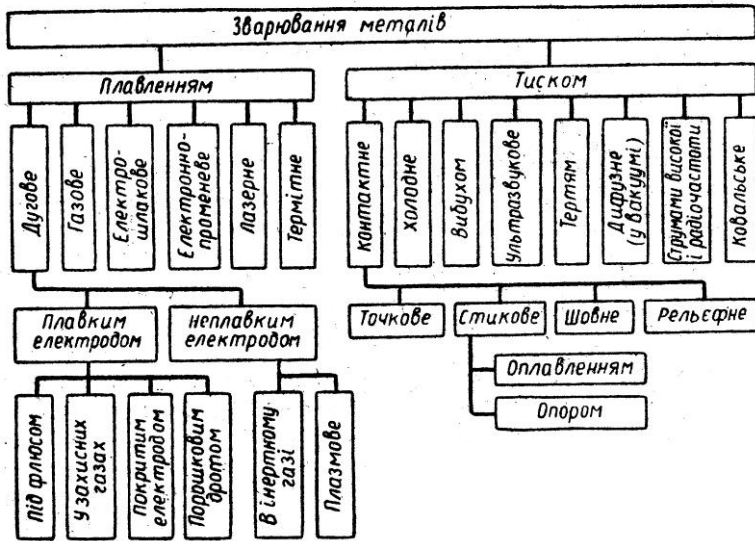 Зварювання металів
Плавленням
Тиском
Дугове
Газове
Електро-
шлакове
Електронно-
променеве
Лазерне
Термітне
Контактне
Холодне
Вибухом
Ультразвукове
Тертям
Дифузне
(у вакуумі)
Струмами високої
і радіочастоти
Ковальське
Плавким
електродом
Неплавким
електродом
Точкове
Стикове
Шовне
Рельєфне
Оплавленням
Опором
Під флюсом
У захисних
газах
Покритим
електродом
Порошковим
дротом
В інертному
газі
Плазмове